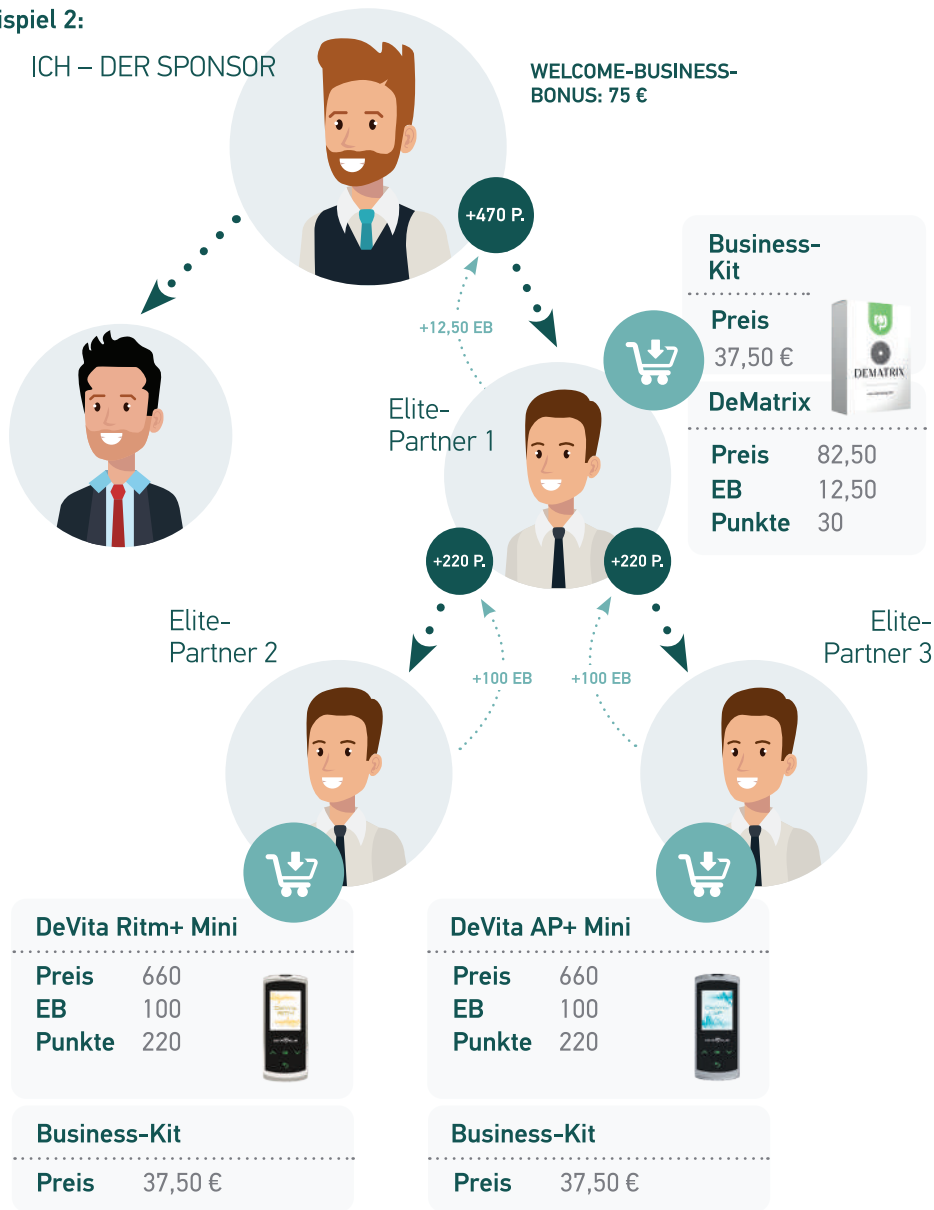 ispiel 2:
ICH – DER SPONSOR
WELCOME-BUSINESS-
BONUS: 75 €
+470 P.
+12,50 EB
Business-
Kit
Preis
37,50 €
DEMATRIX
DeMatrix
Preis 82,50
EB 12,50
Punkte 30
Elite-
Partner 1
+220 P.
+220 P.
Elite-
Partner 2
+100 EB
+100 EB
Elite-
Partner 3
DeVita Ritm+ Mini
Preis 660
EB 100
Punkte 220
Business-Kit
Preis 37,50 €
DeVita AP+ Mini
Preis 660
EB 100
Punkte 220
Business-Kit
Preis 37,50 €